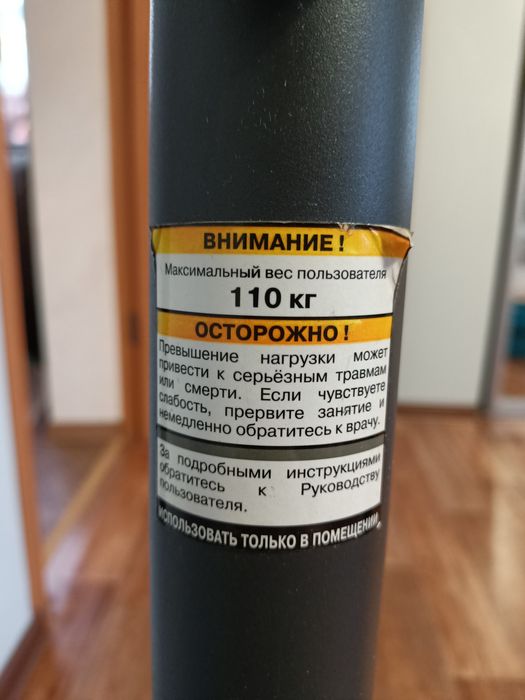 ВНИМАНИЕ !
Максимальный вес пользователя
110 кг
ОСТОРОЖНО !
Превышение нагрузки может
привести к серьёзным травмам
или смерти. Если чувствуете
слабость, прервите занятие и
немедленно обратитесь к врачу.
За подробными инструкциями
обратитесь к Руководству
пользователя.
ИСПОЛЬЗОВАТЬ ТОЛЬКО В ПОМЕЩЕНИИ.